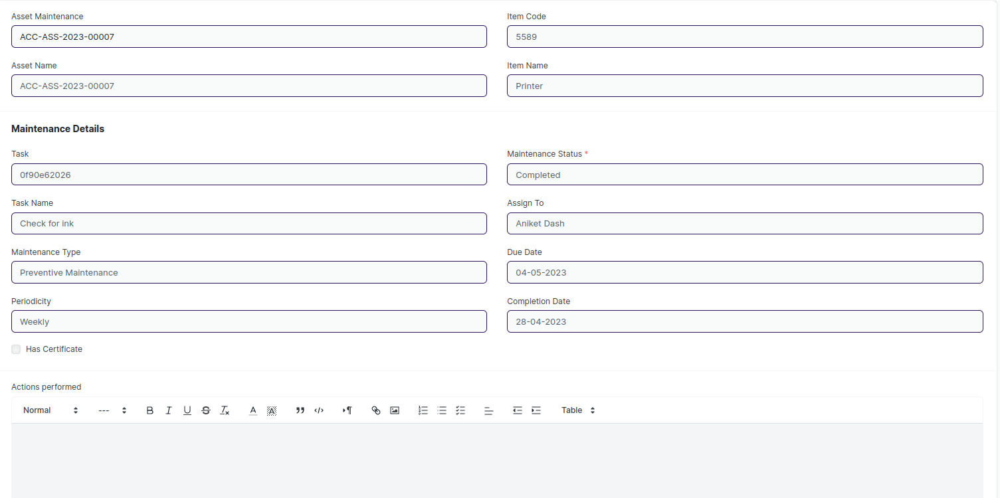 Asset Maintenance
ACC-ASS-2023-00007
Item Code
5589
Asset Name
ACC-ASS-2023-00007
Item Name
Printer
Maintenance Details
Task
0f90e62026
Maintenance Status *
Completed
Task Name
Check for ink
Assign To
Aniket Dash
Maintenance Type
Preventive Maintenance
Due Date
04-05-2023
Periodicity
Weekly
Completion Date
28-04-2023
Has Certificate
Actions performed
Normal --- B I U S Tx A A Table